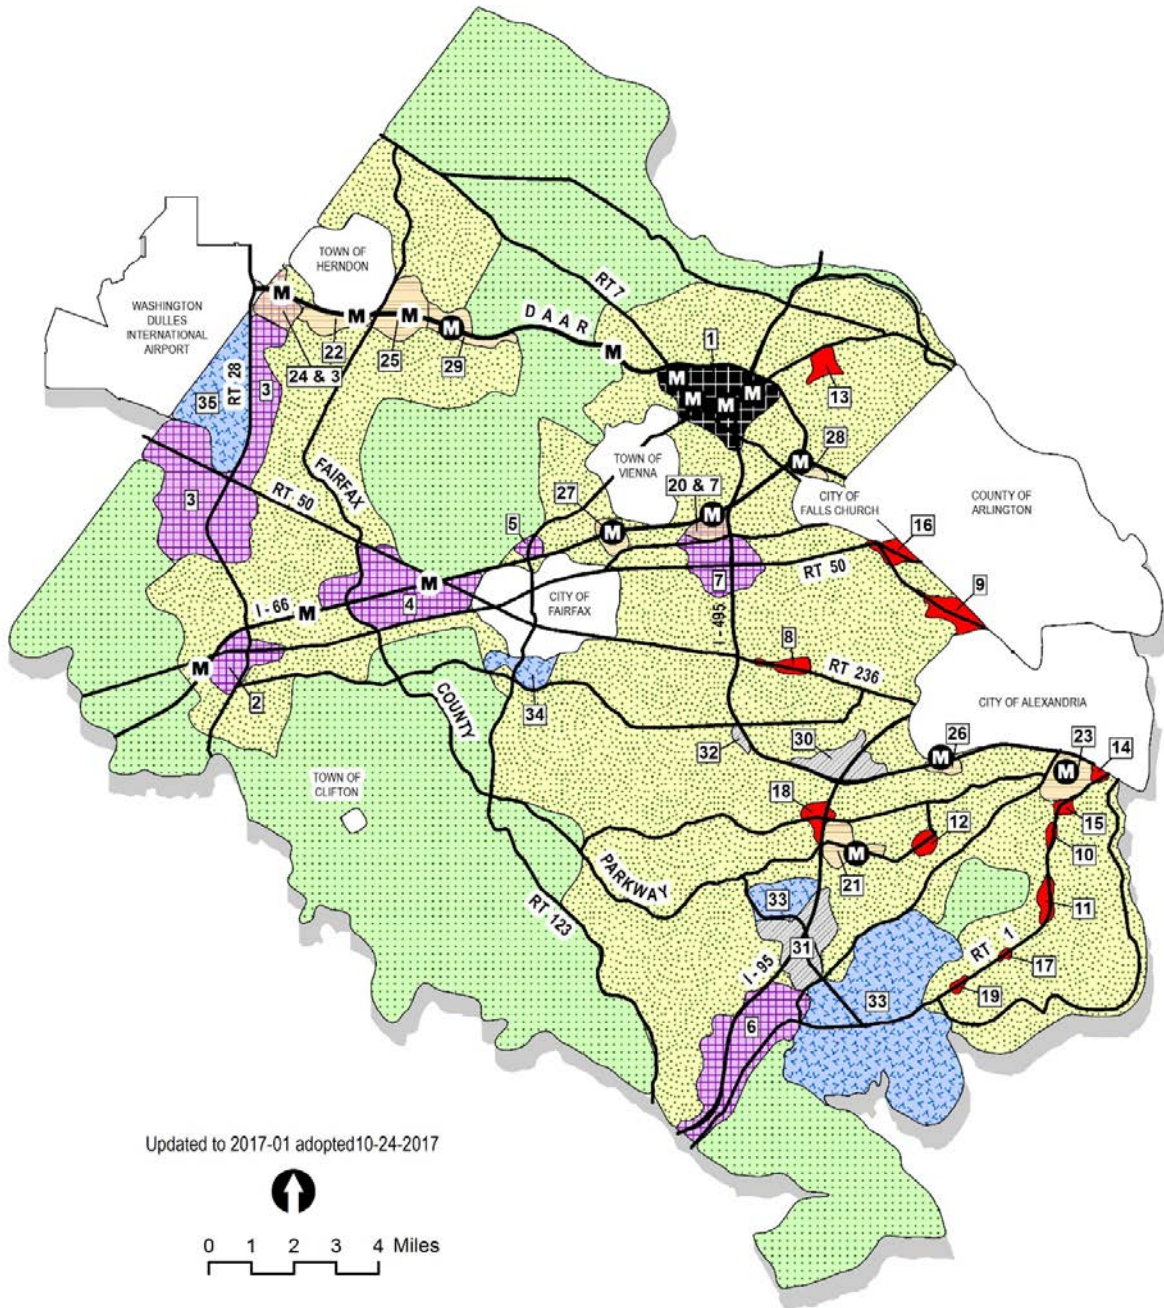 TOWN OF
HERNDON
WASHINGTON
DULLES
INTERNATIONAL
AIRPORT
RT 7
DAAR
M
M
M
M
M
M
1
M
M
M
M
13
22
25
29
24 & 3
RT 28
3
35
3
FAIRFAX
RT 50
TOWN OF
VIENNA
20 & 7
M
28
CITY OF
FALLS CHURCH
COUNTY OF
ARLINGTON
27
M
M
5
16
9
7
RT 50
I - 66
M
M
4
CITY OF
FAIRFAX
I - 495
8
RT 236
M
2
COUNTY
34
CITY OF ALEXANDRIA
32
30
26
M
23
M
14
TOWN OF
CLIFTON
18
12
15
10
M
21
PARKWAY
11
33
31
RT 1
17
19
RT 123
I - 95
33
6
Updated to 2017-01 adopted10-24-2017
0 1 2 3 4 Miles